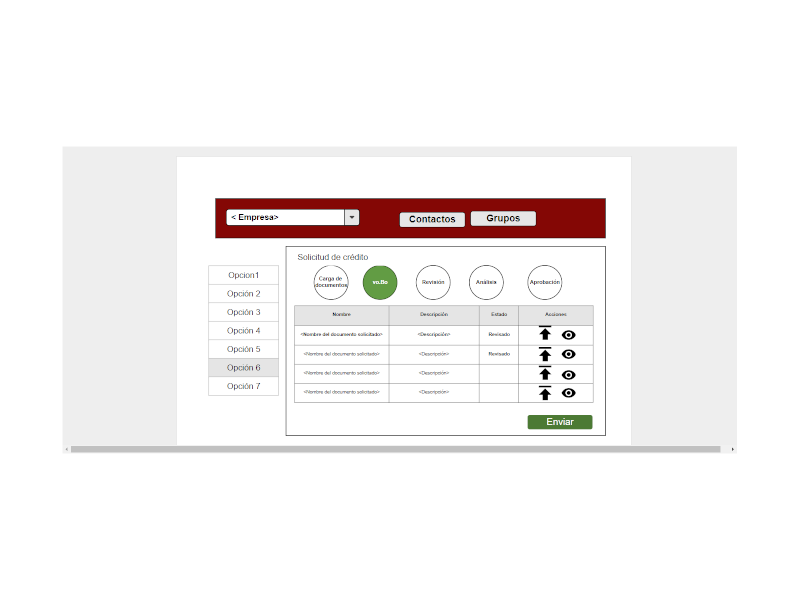 < Empresa>
Contactos
Grupos
Solicitud de crédito
Carga de
documentos
vo.Bo
Revisión
Análisis
Aprobación
Opcion1
Opción 2
Opción 3
Opción 4
Opción 5
Opción 6
Opción 7
Nombre Descripción Estado Acciones
<Nombre del documento solicitado> <Descripción> Revisado
<Nombre del documento solicitado> <Descripción> Revisado
<Nombre del documento solicitado> <Descripción>
<Nombre del documento solicitado> <Descripción>
Enviar